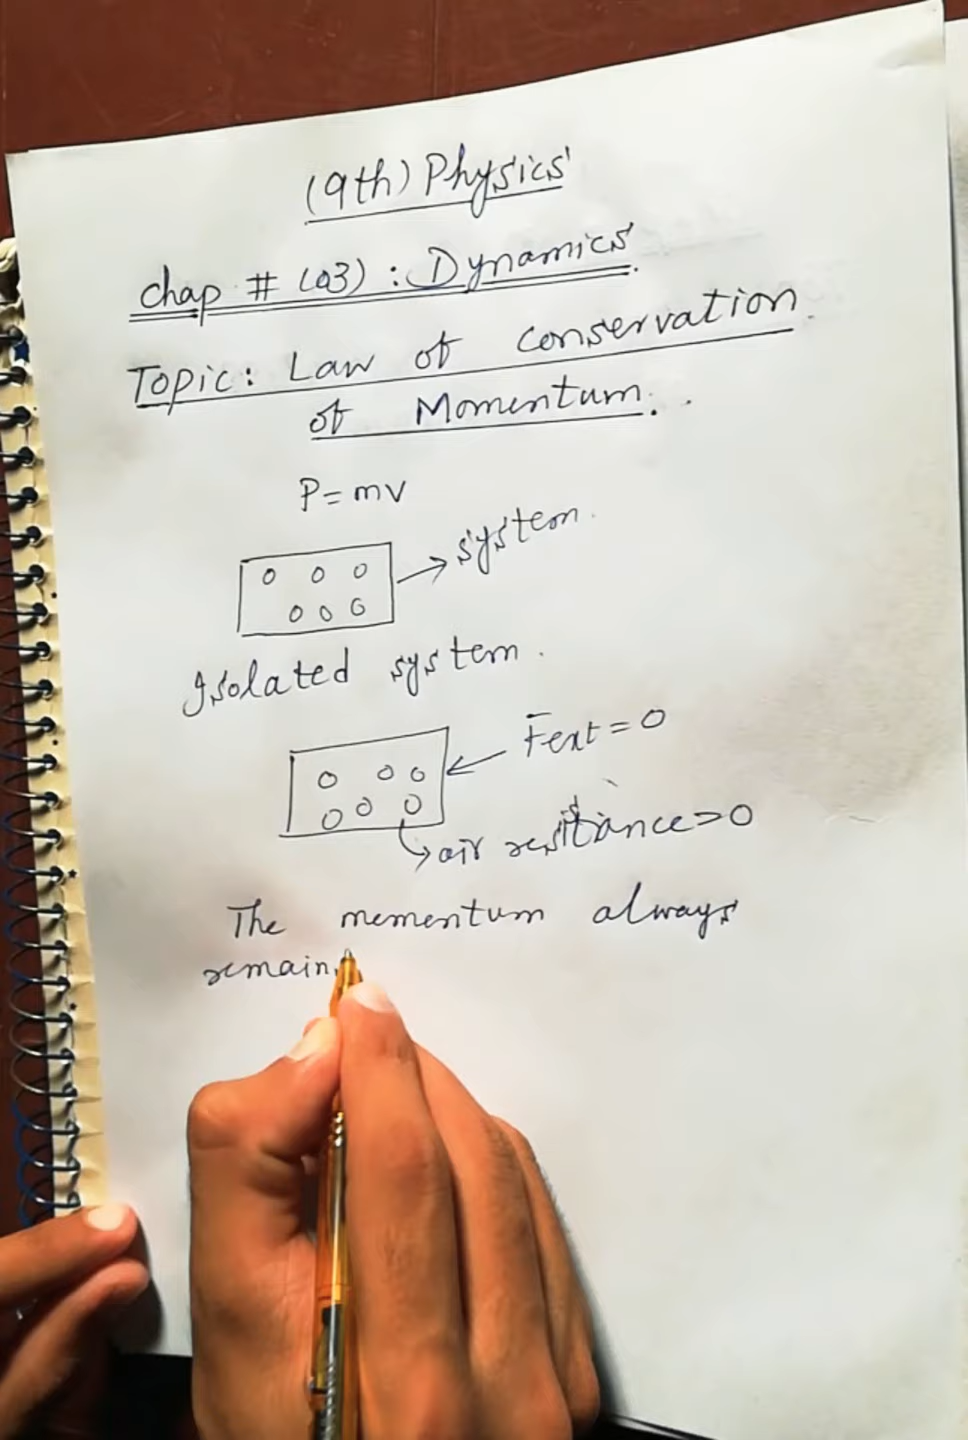 (9th) Physics
Chap # (03) : Dynamics.
Topic: Law of Conservation.
of Momentum. .
P = mv
system.
Isolated system.
Fext = 0
air resistance = 0
The mementum always
remain